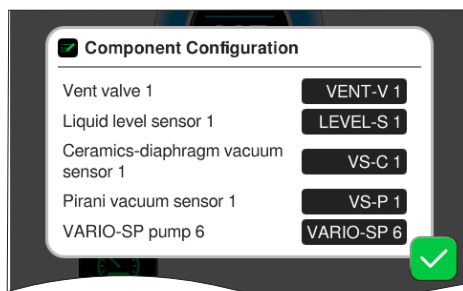 Component Configuration
Vent valve 1 VENT-V 1
Liquid level sensor 1 LEVEL-S 1
Ceramics-diaphragm vacuum
sensor 1 VS-C 1
Pirani vacuum sensor 1 VS-P 1
VARIO-SP pump 6 VARIO-SP 6